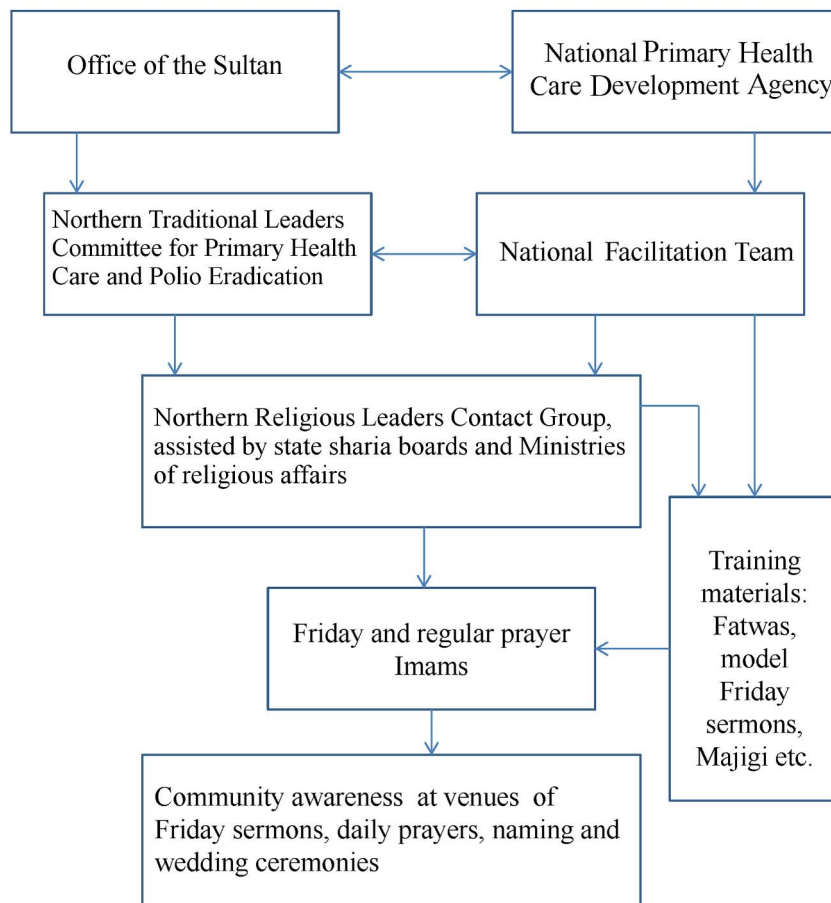 Office of the Sultan
National Primary Health
Care Development Agency
Northern Traditional Leaders
Committee for Primary Health
Care and Polio Eradication
National Facilitation Team
Northern Religious Leaders Contact Group,
assisted by state sharia boards and Ministries
of religious affairs
Training
materials:
Fatwas,
model
Friday
sermons,
Majigi etc.
Friday and regular prayer
Imams
Community awareness at venues of
Friday sermons, daily prayers, naming and
wedding ceremonies